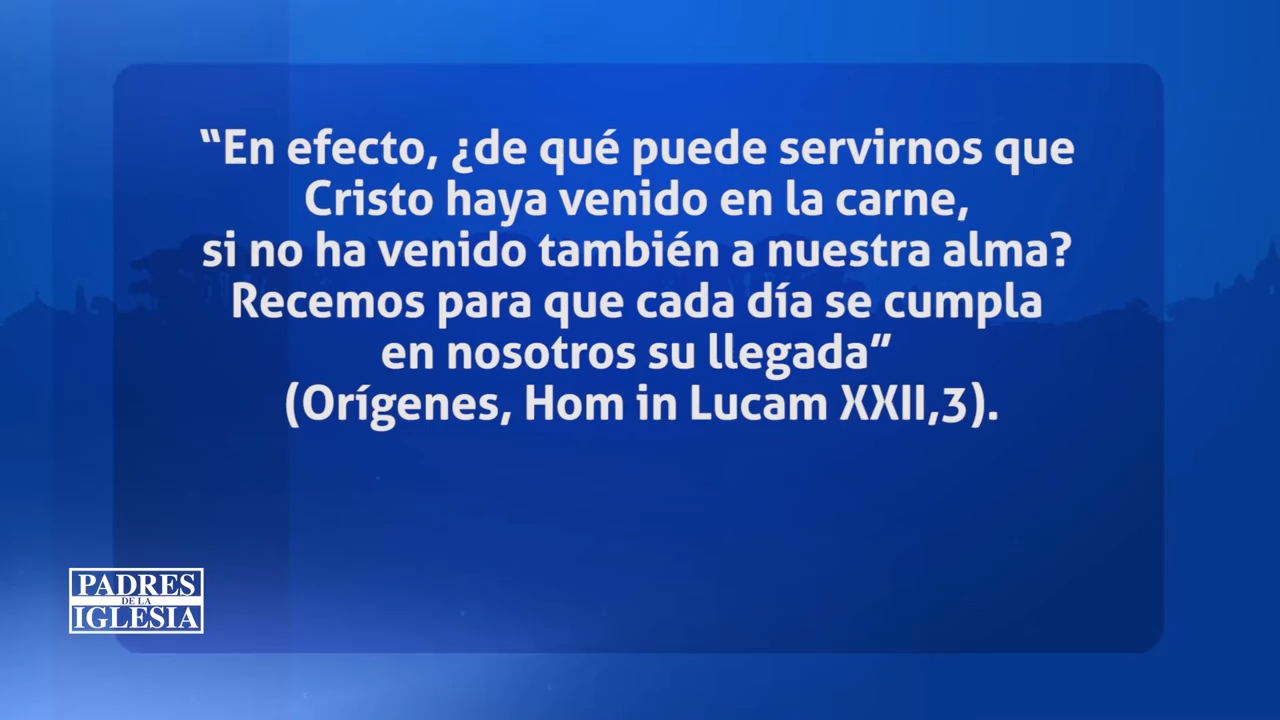 “En efecto, ¿de qué puede servirnos que
Cristo haya venido en la carne,
si no ha venido también a nuestra alma?
Recemos para que cada día se cumpla
en nosotros su llegada”
(Orígenes, Hom in Lucam XXII,3).
PADRES
DE LA
IGLESIA